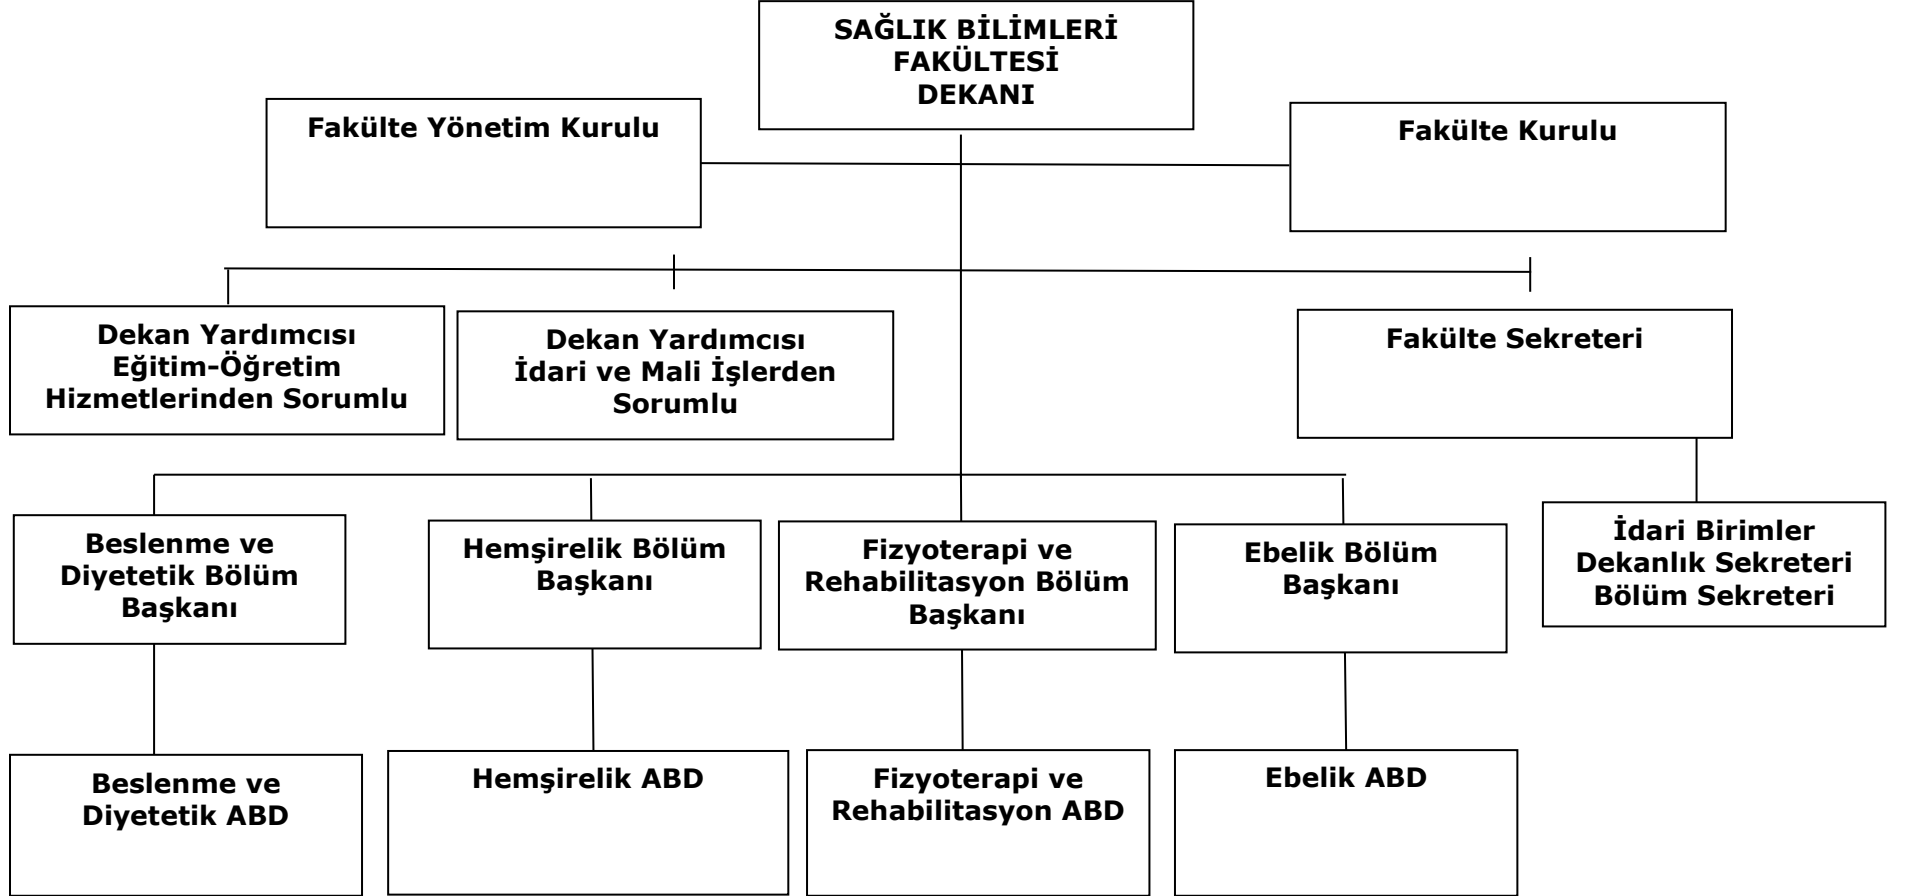 SAĞLIK BİLİMLERİ
FAKÜLTESİ
DEKANI
Fakülte Yönetim Kurulu
Fakülte Kurulu
Dekan Yardımcısı
Eğitim-Öğretim
Hizmetlerinden Sorumlu
Dekan Yardımcısı
İdari ve Mali İşlerden
Sorumlu
Fakülte Sekreteri
Beslenme ve
Diyetetik Bölüm
Başkanı
Hemşirelik Bölüm
Başkanı
Fizyoterapi ve
Rehabilitasyon Bölüm
Başkanı
Ebelik Bölüm
Başkanı
İdari Birimler
Dekanlık Sekreteri
Bölüm Sekreteri
Beslenme ve
Diyetetik ABD
Hemşirelik ABD
Fizyoterapi ve
Rehabilitasyon ABD
Ebelik ABD